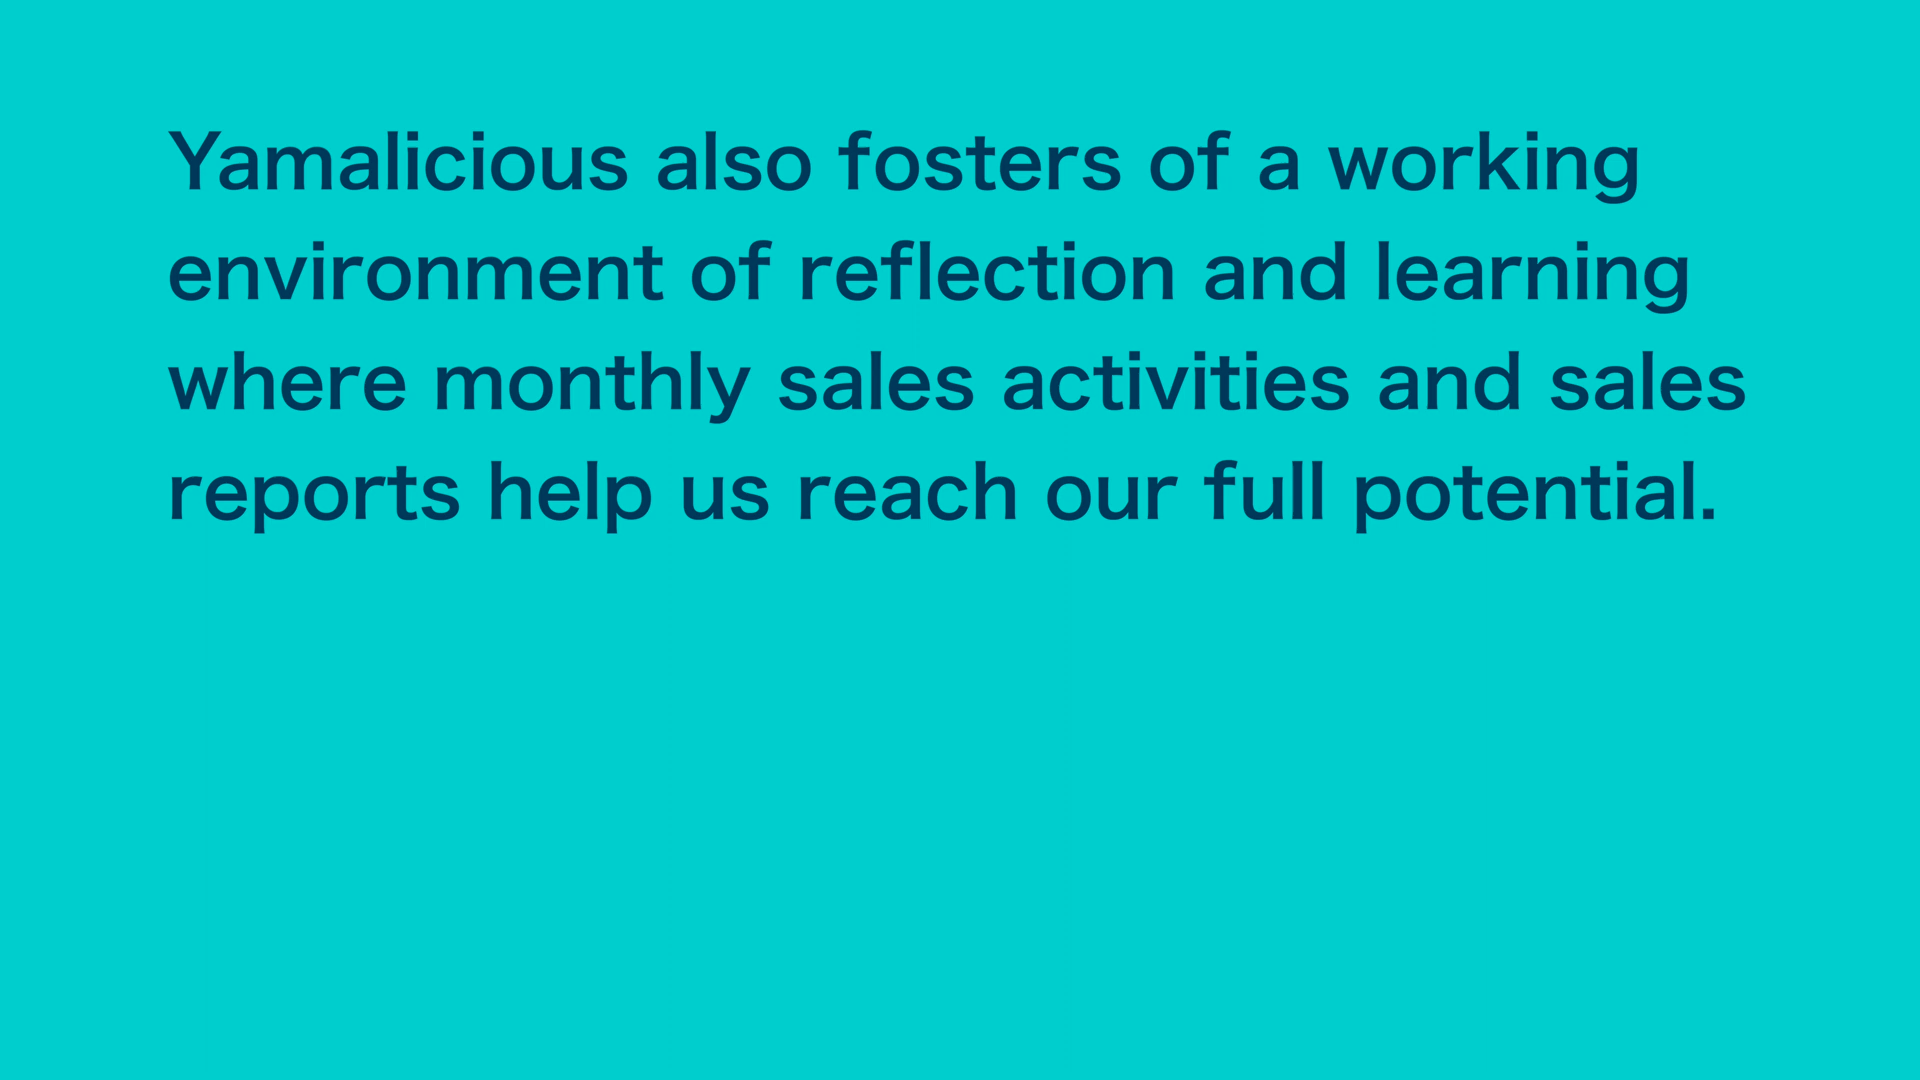 Yamalicious also fosters of a working
environment of reflection and learning
where monthly sales activities and sales
reports help us reach our full potential.